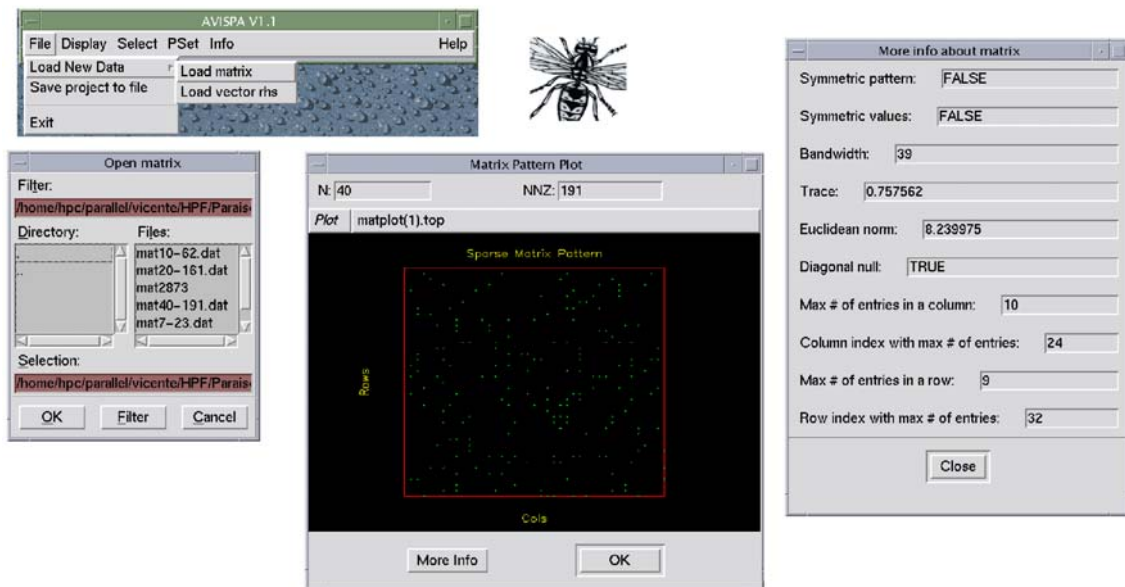 AVISPA V1.1
File Display Select PSet Info Help
Load New Data
Save project to file
Exit
Load matrix
Load vector rhs
Open matrix
Filter:
/home/hpc/parallel/vicente/HPF/Parais
Directory:
.
..
Files:
mat10-62.dat
mat20-161.dat
mat2873
mat40-191.dat
mat7-23.dat
Selection:
/home/hpc/parallel/vicente/HPF/Parais
OK Filter Cancel
Matrix Pattern Plot
N: 40 NNZ: 191
Plot matplot(1).top
Sparse Matrix Pattern
Rows
Cols
More Info OK
More info about matrix
Symmetric pattern: FALSE
Symmetric values: FALSE
Bandwidth: 39
Trace: 0.757562
Euclidean norm: 8.239975
Diagonal null: TRUE
Max # of entries in a column: 10
Column index with max # of entries: 24
Max # of entries in a row: 9
Row index with max # of entries: 32
Close